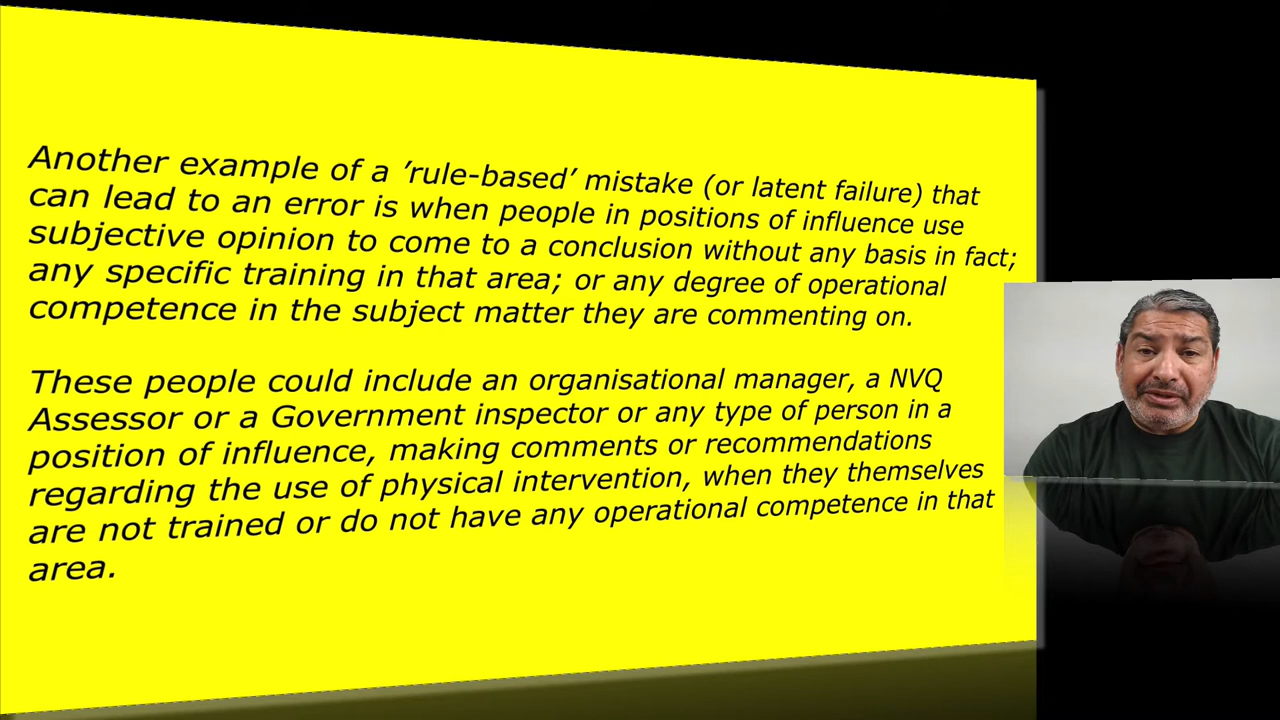 Another example of a 'rule-based' mistake (or latent failure) that
can lead to an error is when people in positions of influence use
subjective opinion to come to a conclusion without any basis in fact;
any specific training in that area; or any degree of operational
competence in the subject matter they are commenting on.
These people could include an organisational manager, a NVQ
Assessor or a Government inspector or any type of person in a
position of influence, making comments or recommendations
regarding the use of physical intervention, when they themselves
are not trained or do not have any operational competence in that
area.